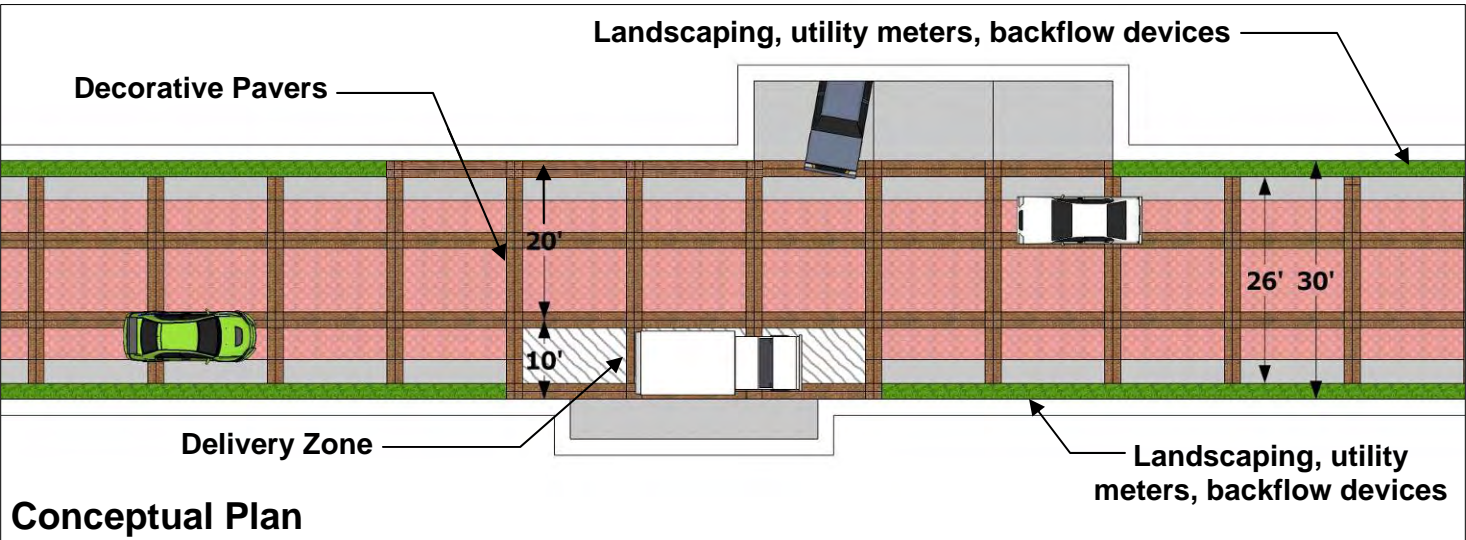 Landscaping, utility meters, backflow devices
Decorative Pavers
20'
26' 30'
10'
Delivery Zone
Landscaping, utility
meters, backflow devices
Conceptual Plan